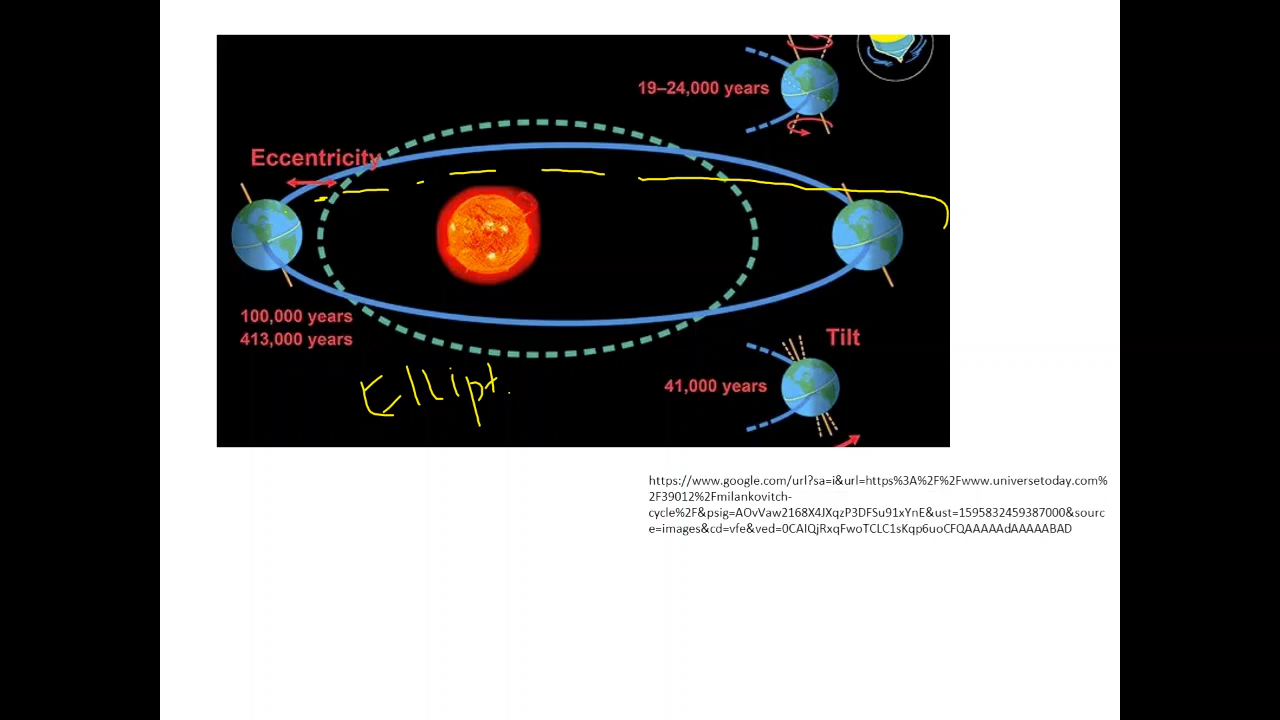 19–24,000 years
Eccentricity
100,000 years
413,000 years
Tilt
41,000 years
Ellipt.
https://www.google.com/url?sa=i&url=https%3A%2F%2Fwww.universetoday.com%
2F39012%2Fmilankovitch-
cycle%2F&psig=AOvVaw2168X4JXqzP3DFSu91xYnE&ust=1595832459387000&sourc
e=images&cd=vfe&ved=0CAIQjRxqFwoTCLC1sKqp6uoCFQAAAAAdAAAAABAD